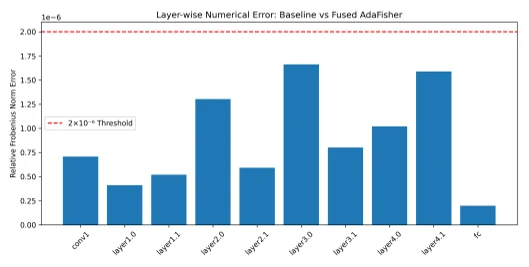 Layer-wise Numerical Error: Baseline vs Fused AdaFisher
1e−6
Relative Frobenius Norm Error
2.00
1.75
1.50
1.25
1.00
0.75
0.50
0.25
0.00
2×10⁻⁶ Threshold
conv1
layer1.0
layer1.1
layer2.0
layer2.1
layer3.0
layer3.1
layer4.0
layer4.1
fc